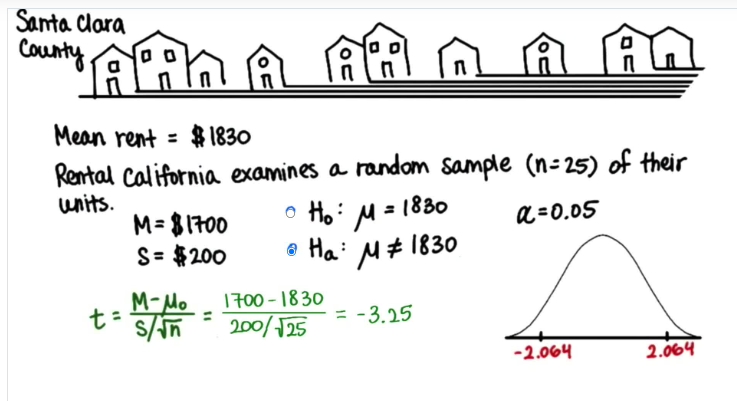 Santa Clara
County
Mean rent = $1830
Rental California examines a random sample (n=25) of their
units.
M = $1700
S = $200
H₀: μ = 1830
Hₐ: μ ≠ 1830
α = 0.05
t = (M-μ₀)/(S/√n) = (1700-1830)/(200/√25) = -3.25
-2.064 2.064